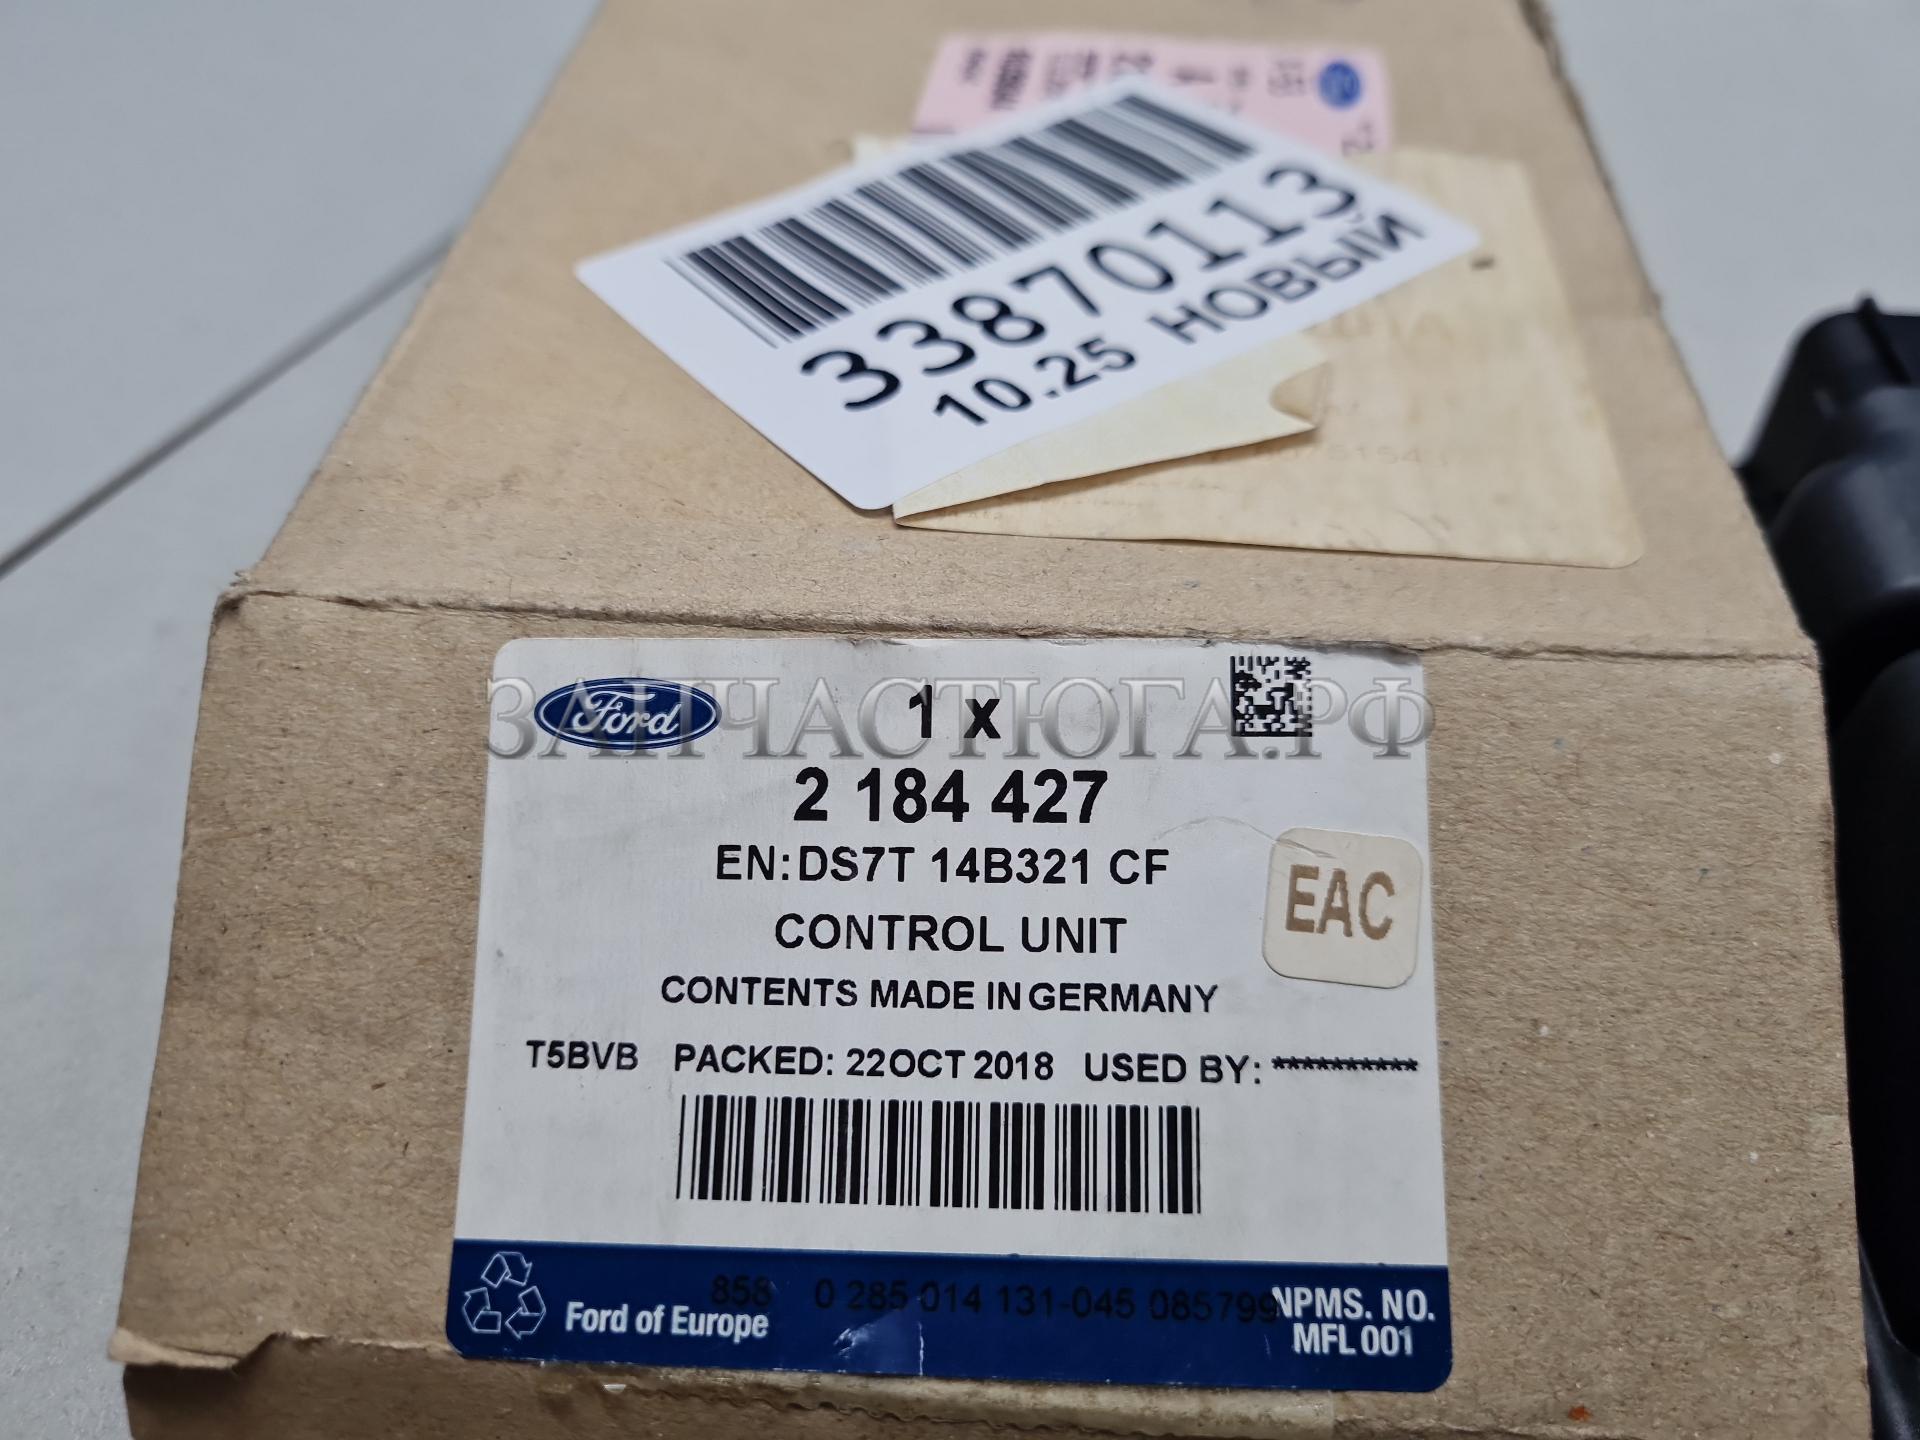 33870113
10.25 НОВЫЙ
ЗАПЧАСТЮГА.РФ
Ford
1 x
2 184 427
EN:DS7T 14B321 CF
EAC
CONTROL UNIT
CONTENTS MADE IN GERMANY
T5BVB PACKED: 22OCT 2018 USED BY: **********
858 0 285 014 131-045 085799
Ford of Europe
NPMS. NO.
MFL 001